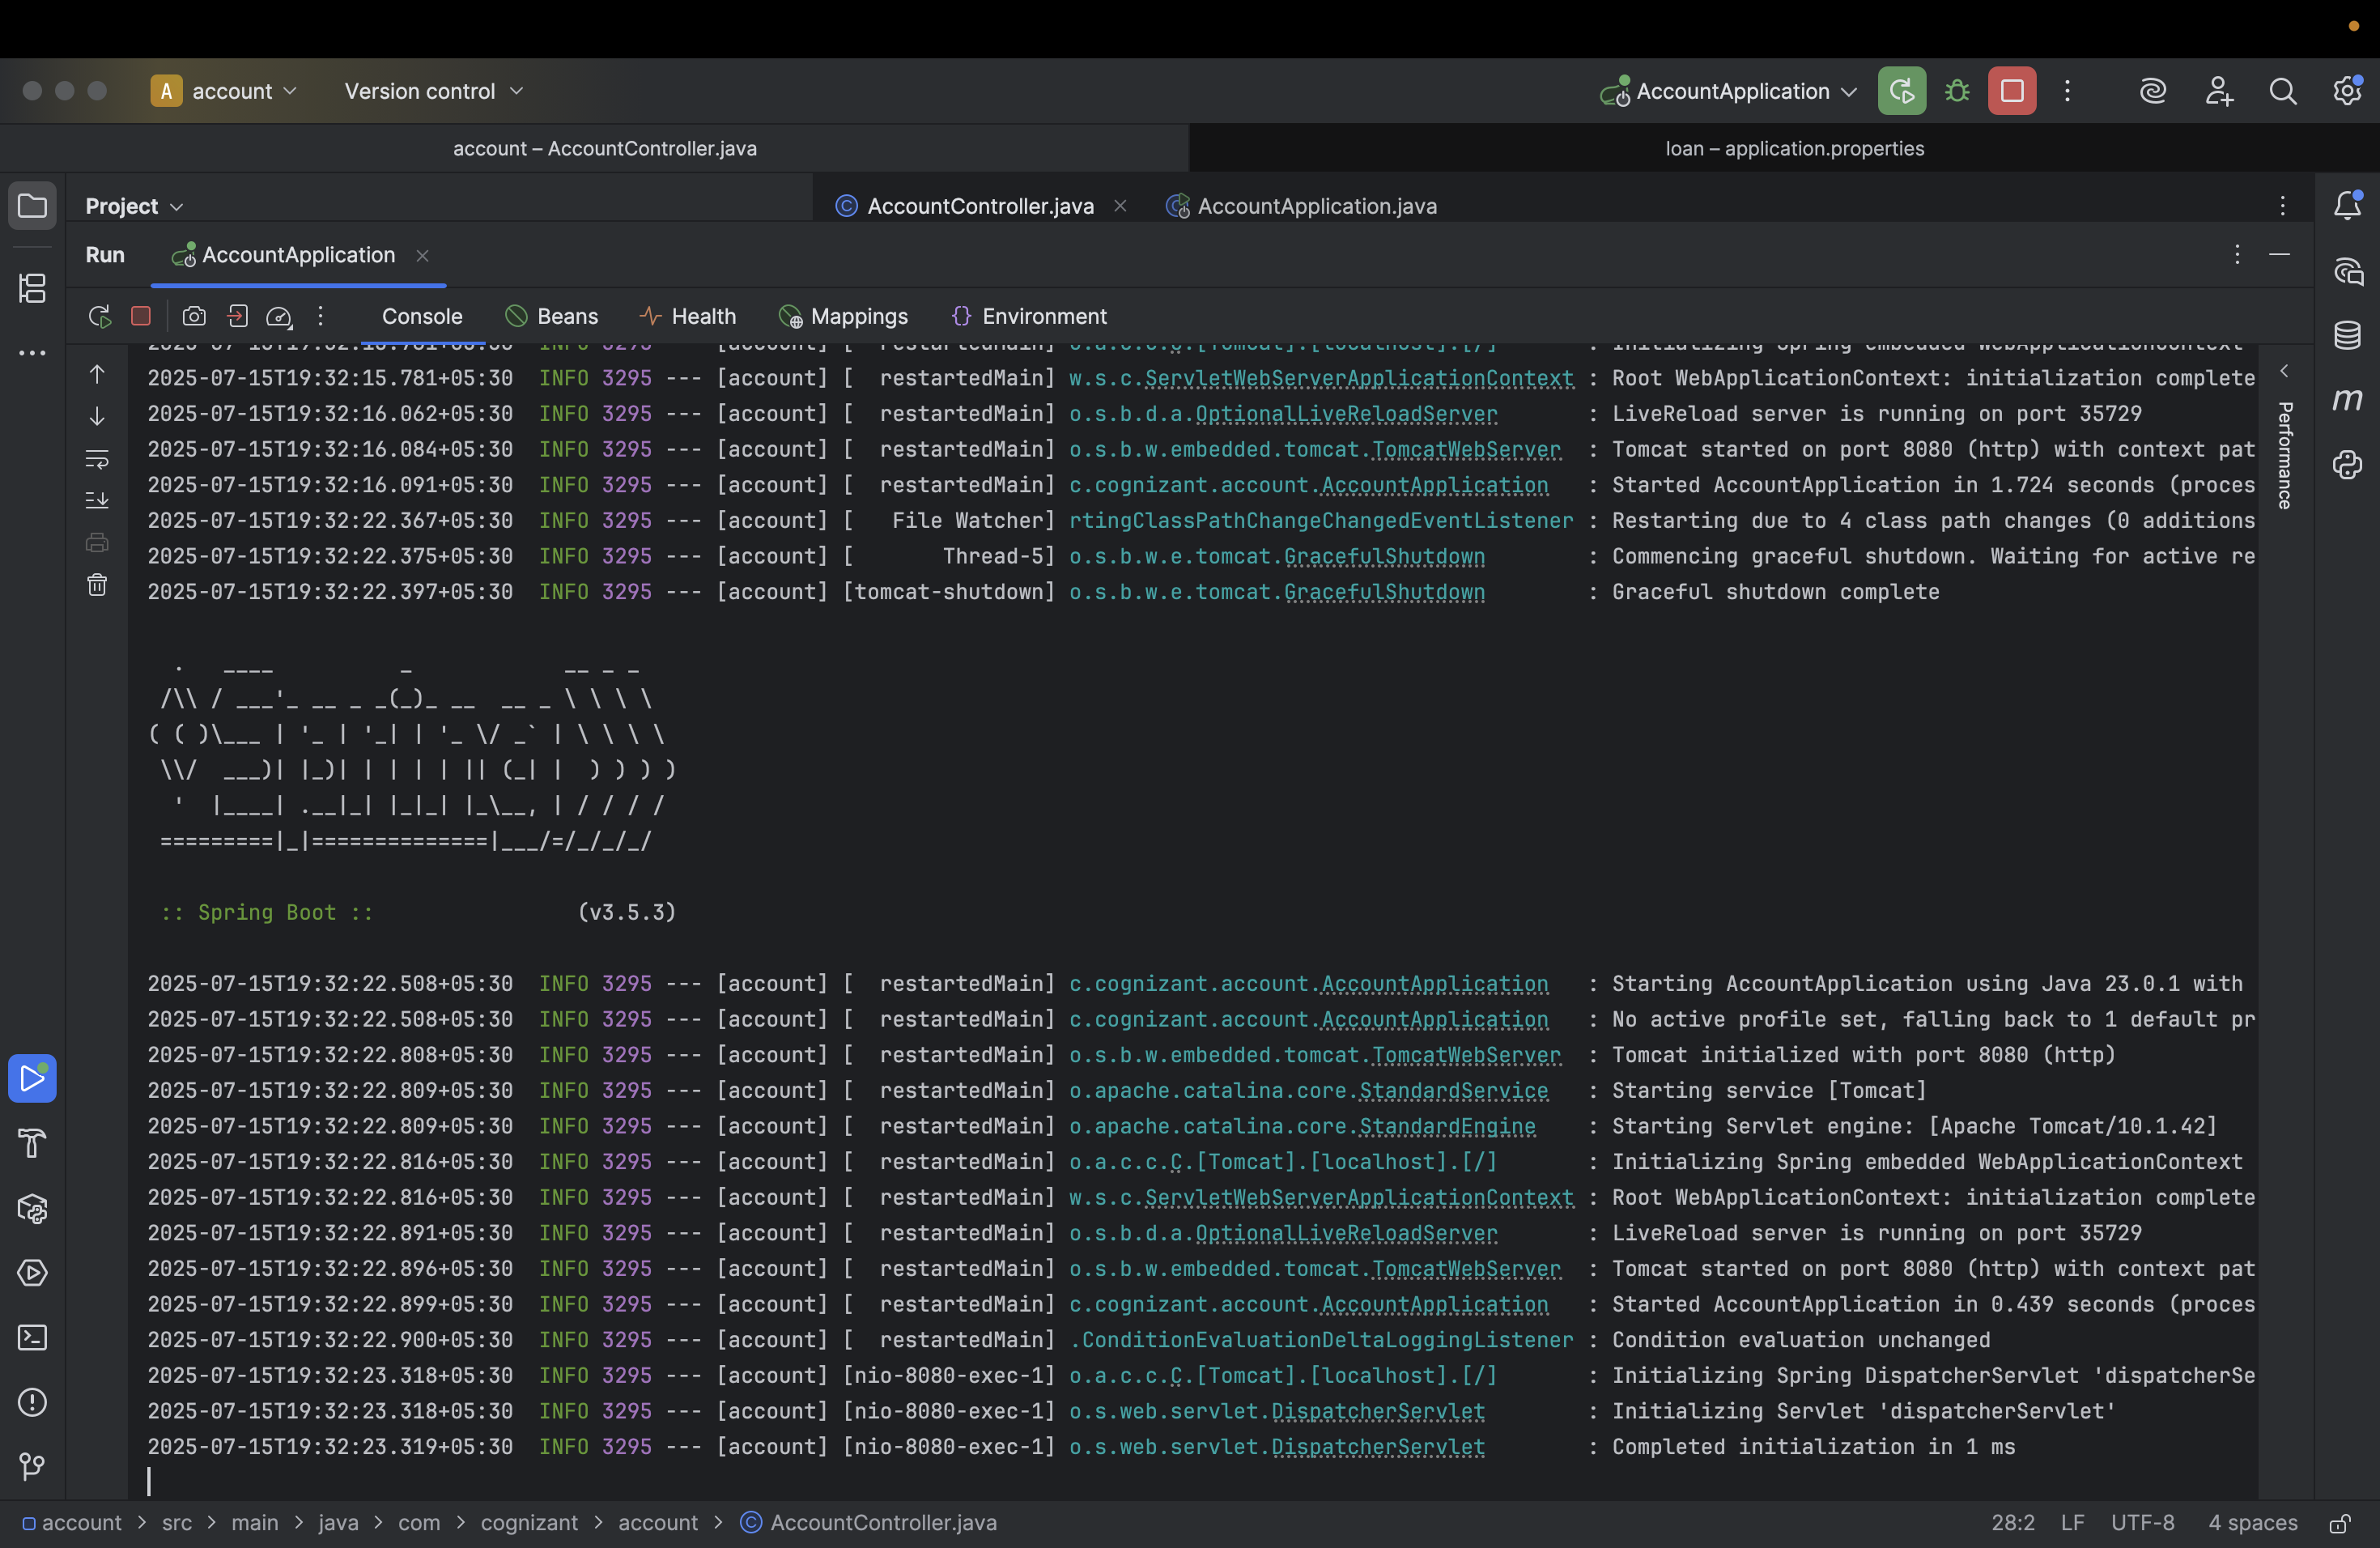 A account Version control AccountApplication
account – AccountController.java loan – application.properties
Project AccountController.java AccountApplication.java
Run AccountApplication
Console Beans Health Mappings Environment
2025-07-15T19:32:15.781+05:30  INFO 3295 --- [account] [  restartedMain] o.a.c.c.C.[Tomcat].[localhost].[/]       : Initializing Spring embedded WebApplicationContext
2025-07-15T19:32:15.781+05:30  INFO 3295 --- [account] [  restartedMain] w.s.c.ServletWebServerApplicationContext : Root WebApplicationContext: initialization complete
2025-07-15T19:32:16.062+05:30  INFO 3295 --- [account] [  restartedMain] o.s.b.d.a.OptionalLiveReloadServer       : LiveReload server is running on port 35729
2025-07-15T19:32:16.084+05:30  INFO 3295 --- [account] [  restartedMain] o.s.b.w.embedded.tomcat.TomcatWebServer  : Tomcat started on port 8080 (http) with context pat
2025-07-15T19:32:16.091+05:30  INFO 3295 --- [account] [  restartedMain] c.cognizant.account.AccountApplication   : Started AccountApplication in 1.724 seconds (proces
2025-07-15T19:32:22.367+05:30  INFO 3295 --- [account] [   File Watcher] rtingClassPathChangeChangedEventListener : Restarting due to 4 class path changes (0 additions
2025-07-15T19:32:22.375+05:30  INFO 3295 --- [account] [       Thread-5] o.s.b.w.e.tomcat.GracefulShutdown        : Commencing graceful shutdown. Waiting for active re
2025-07-15T19:32:22.397+05:30  INFO 3295 --- [account] [tomcat-shutdown] o.s.b.w.e.tomcat.GracefulShutdown        : Graceful shutdown complete
  .   ____          _            __ _ _
 /\\ / ___'_ __ _ _(_)_ __  __ _ \ \ \ \
( ( )\___ | '_ | '_| | '_ \/ _` | \ \ \ \
 \\/  ___)| |_)| | | | | || (_| |  ) ) ) )
  '  |____| .__|_| |_|_| |_\__, | / / / /
 =========|_|==============|___/=/_/_/_/
 :: Spring Boot ::                (v3.5.3)
2025-07-15T19:32:22.508+05:30  INFO 3295 --- [account] [  restartedMain] c.cognizant.account.AccountApplication   : Starting AccountApplication using Java 23.0.1 with
2025-07-15T19:32:22.508+05:30  INFO 3295 --- [account] [  restartedMain] c.cognizant.account.AccountApplication   : No active profile set, falling back to 1 default pr
2025-07-15T19:32:22.808+05:30  INFO 3295 --- [account] [  restartedMain] o.s.b.w.embedded.tomcat.TomcatWebServer  : Tomcat initialized with port 8080 (http)
2025-07-15T19:32:22.809+05:30  INFO 3295 --- [account] [  restartedMain] o.apache.catalina.core.StandardService   : Starting service [Tomcat]
2025-07-15T19:32:22.809+05:30  INFO 3295 --- [account] [  restartedMain] o.apache.catalina.core.StandardEngine    : Starting Servlet engine: [Apache Tomcat/10.1.42]
2025-07-15T19:32:22.816+05:30  INFO 3295 --- [account] [  restartedMain] o.a.c.c.C.[Tomcat].[localhost].[/]       : Initializing Spring embedded WebApplicationContext
2025-07-15T19:32:22.816+05:30  INFO 3295 --- [account] [  restartedMain] w.s.c.ServletWebServerApplicationContext : Root WebApplicationContext: initialization complete
2025-07-15T19:32:22.891+05:30  INFO 3295 --- [account] [  restartedMain] o.s.b.d.a.OptionalLiveReloadServer       : LiveReload server is running on port 35729
2025-07-15T19:32:22.896+05:30  INFO 3295 --- [account] [  restartedMain] o.s.b.w.embedded.tomcat.TomcatWebServer  : Tomcat started on port 8080 (http) with context pat
2025-07-15T19:32:22.899+05:30  INFO 3295 --- [account] [  restartedMain] c.cognizant.account.AccountApplication   : Started AccountApplication in 0.439 seconds (proces
2025-07-15T19:32:22.900+05:30  INFO 3295 --- [account] [  restartedMain] .ConditionEvaluationDeltaLoggingListener : Condition evaluation unchanged
2025-07-15T19:32:23.318+05:30  INFO 3295 --- [account] [nio-8080-exec-1] o.a.c.c.C.[Tomcat].[localhost].[/]       : Initializing Spring DispatcherServlet 'dispatcherSe
2025-07-15T19:32:23.318+05:30  INFO 3295 --- [account] [nio-8080-exec-1] o.s.web.servlet.DispatcherServlet        : Initializing Servlet 'dispatcherServlet'
2025-07-15T19:32:23.319+05:30  INFO 3295 --- [account] [nio-8080-exec-1] o.s.web.servlet.DispatcherServlet        : Completed initialization in 1 ms
Performance
m
account > src > main > java > com > cognizant > account > AccountController.java 28:2 LF UTF-8 4 spaces